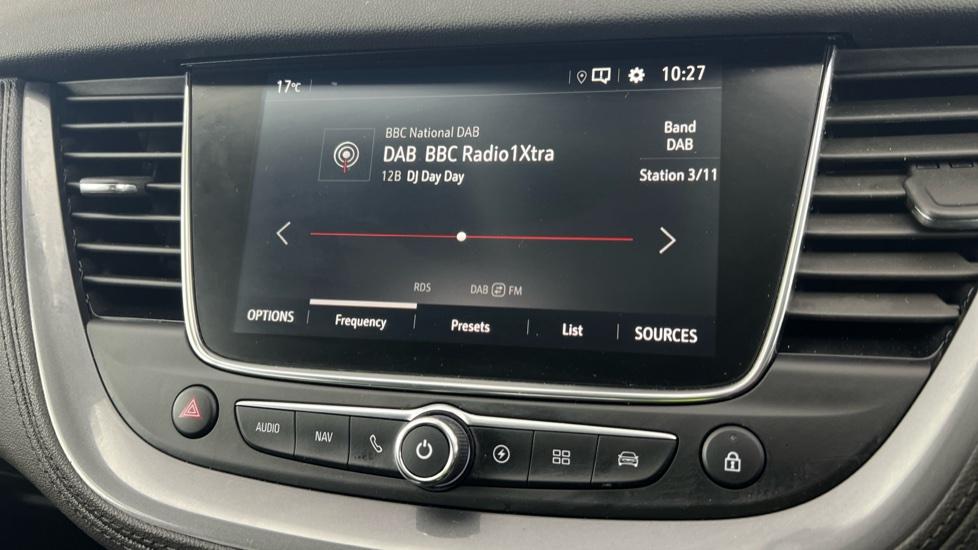 17°C
10:27
BBC National DAB
DAB BBC Radio1Xtra
12B DJ Day Day
Band
DAB
Station 3/11
RDS
DAB FM
OPTIONS
Frequency
Presets
List
SOURCES
AUDIO
NAV